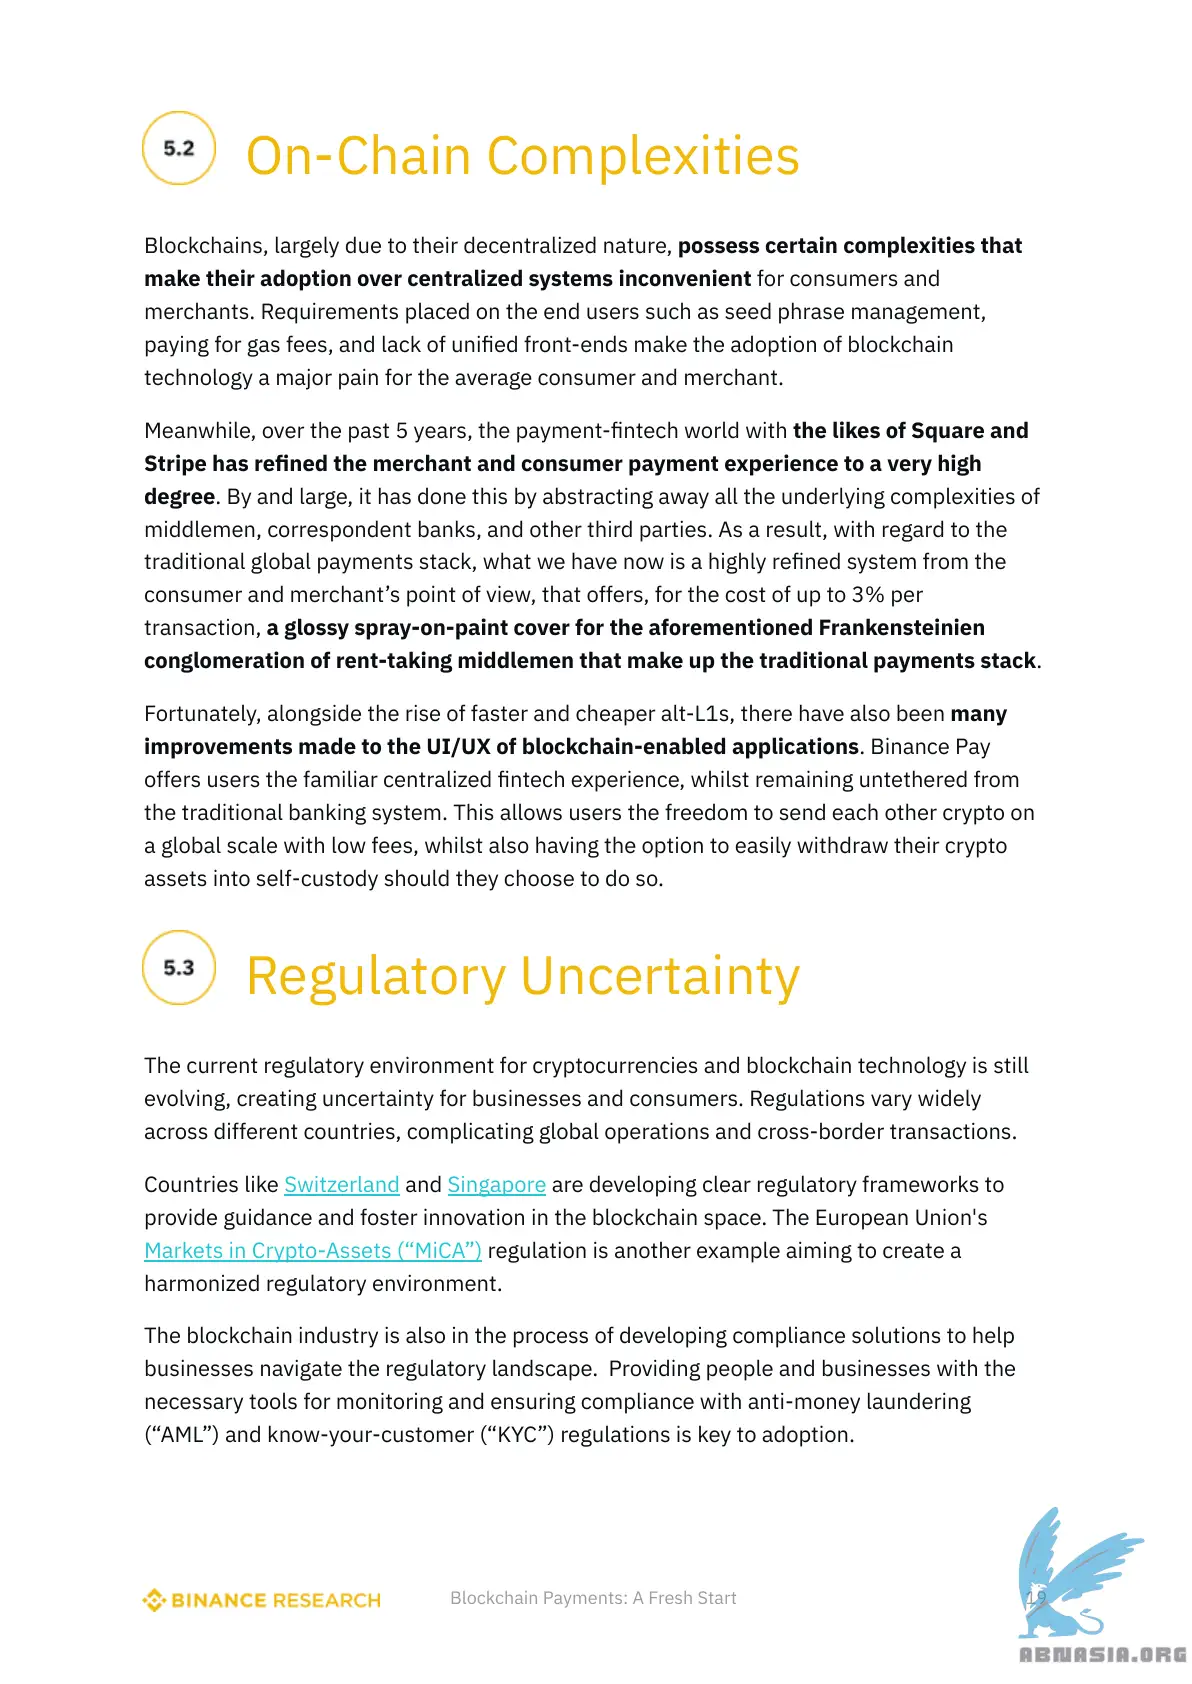 5.2
On-Chain Complexities
Blockchains, largely due to their decentralized nature, possess certain complexities that
make their adoption over centralized systems inconvenient for consumers and
merchants. Requirements placed on the end users such as seed phrase management,
paying for gas fees, and lack of unified front-ends make the adoption of blockchain
technology a major pain for the average consumer and merchant.
Meanwhile, over the past 5 years, the payment-fintech world with the likes of Square and
Stripe has refined the merchant and consumer payment experience to a very high
degree. By and large, it has done this by abstracting away all the underlying complexities of
middlemen, correspondent banks, and other third parties. As a result, with regard to the
traditional global payments stack, what we have now is a highly refined system from the
consumer and merchant’s point of view, that offers, for the cost of up to 3% per
transaction, a glossy spray-on-paint cover for the aforementioned Frankensteinien
conglomeration of rent-taking middlemen that make up the traditional payments stack.
Fortunately, alongside the rise of faster and cheaper alt-L1s, there have also been many
improvements made to the UI/UX of blockchain-enabled applications. Binance Pay
offers users the familiar centralized fintech experience, whilst remaining untethered from
the traditional banking system. This allows users the freedom to send each other crypto on
a global scale with low fees, whilst also having the option to easily withdraw their crypto
assets into self-custody should they choose to do so.
5.3
Regulatory Uncertainty
The current regulatory environment for cryptocurrencies and blockchain technology is still
evolving, creating uncertainty for businesses and consumers. Regulations vary widely
across different countries, complicating global operations and cross-border transactions.
Countries like Switzerland and Singapore are developing clear regulatory frameworks to
provide guidance and foster innovation in the blockchain space. The European Union's
Markets in Crypto-Assets (“MiCA”) regulation is another example aiming to create a
harmonized regulatory environment.
The blockchain industry is also in the process of developing compliance solutions to help
businesses navigate the regulatory landscape.  Providing people and businesses with the
necessary tools for monitoring and ensuring compliance with anti-money laundering
(“AML”) and know-your-customer (“KYC”) regulations is key to adoption.
BINANCE RESEARCH
Blockchain Payments: A Fresh Start
19
ABNASIA.ORG